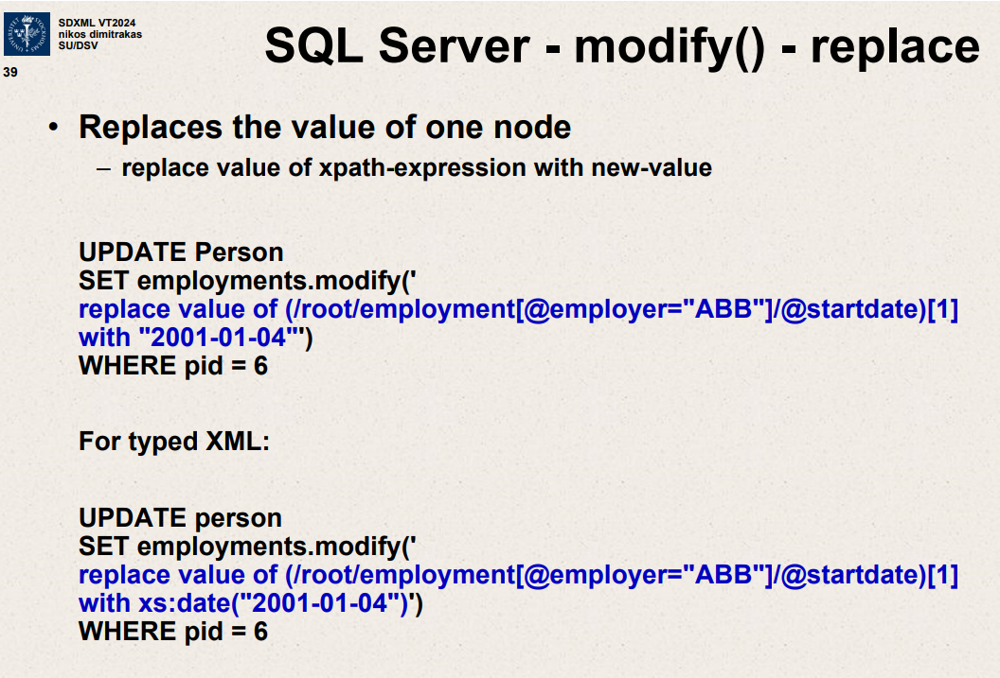 SDXML VT2024
nikos dimitrakas
SU/DSV
39
SQL Server - modify() - replace
• Replaces the value of one node
– replace value of xpath-expression with new-value
UPDATE Person
SET employments.modify('
replace value of (/root/employment[@employer="ABB"]/@startdate)[1]
with "2001-01-04"')
WHERE pid = 6
For typed XML:
UPDATE person
SET employments.modify('
replace value of (/root/employment[@employer="ABB"]/@startdate)[1]
with xs:date("2001-01-04")')
WHERE pid = 6